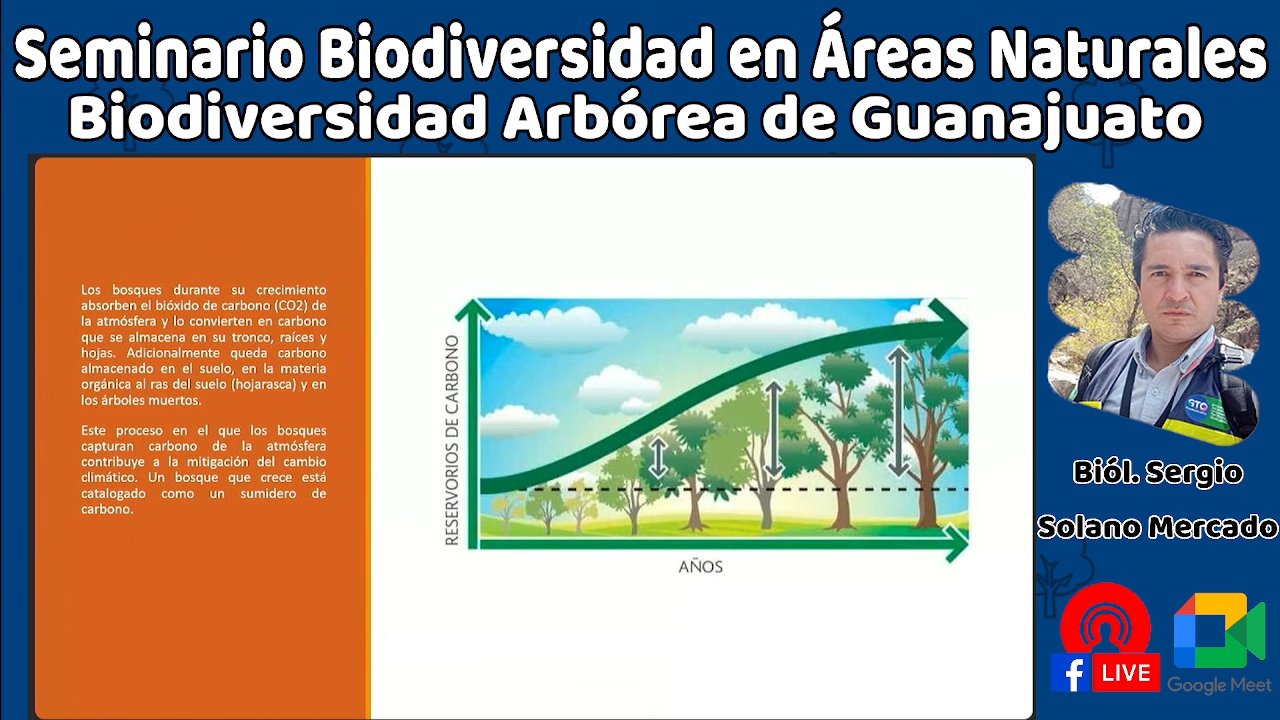 Seminario Biodiversidad en Áreas Naturales
Biodiversidad Arbórea de Guanajuato
Los bosques durante su crecimiento
absorben el bióxido de carbono (CO2) de
la atmósfera y lo convierten en carbono
que se almacena en su tronco, raíces y
hojas. Adicionalmente queda carbono
almacenado en el suelo, en la materia
orgánica al ras del suelo (hojarasca) y en
los árboles muertos.
Este proceso en el que los bosques
capturan carbono de la atmósfera
contribuye a la mitigación del cambio
climático. Un bosque que crece está
catalogado como un sumidero de
carbono.
RESERVORIOS DE CARBONO
AÑOS
GTO
Biól. Sergio
Solano Mercado
f LIVE
Google Meet